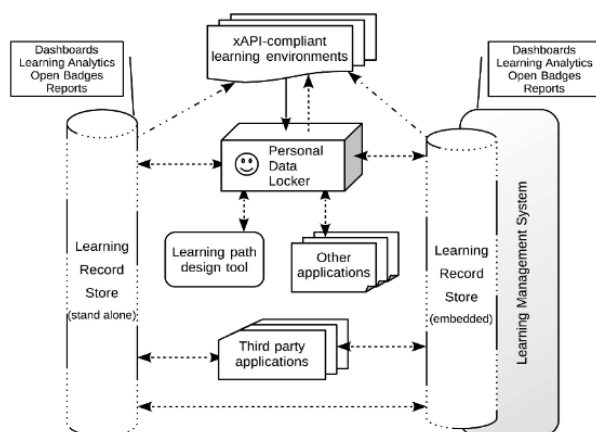 Dashboards
Learning Analytics
Open Badges
Reports
xAPI-compliant
learning environments
Dashboards
Learning Analytics
Open Badges
Reports
Personal
Data
Locker
Learning path
design tool
Other
applications
Learning
Record
Store
(stand alone)
Learning
Record
Store
(embedded)
Learning Management System
Third party
applications